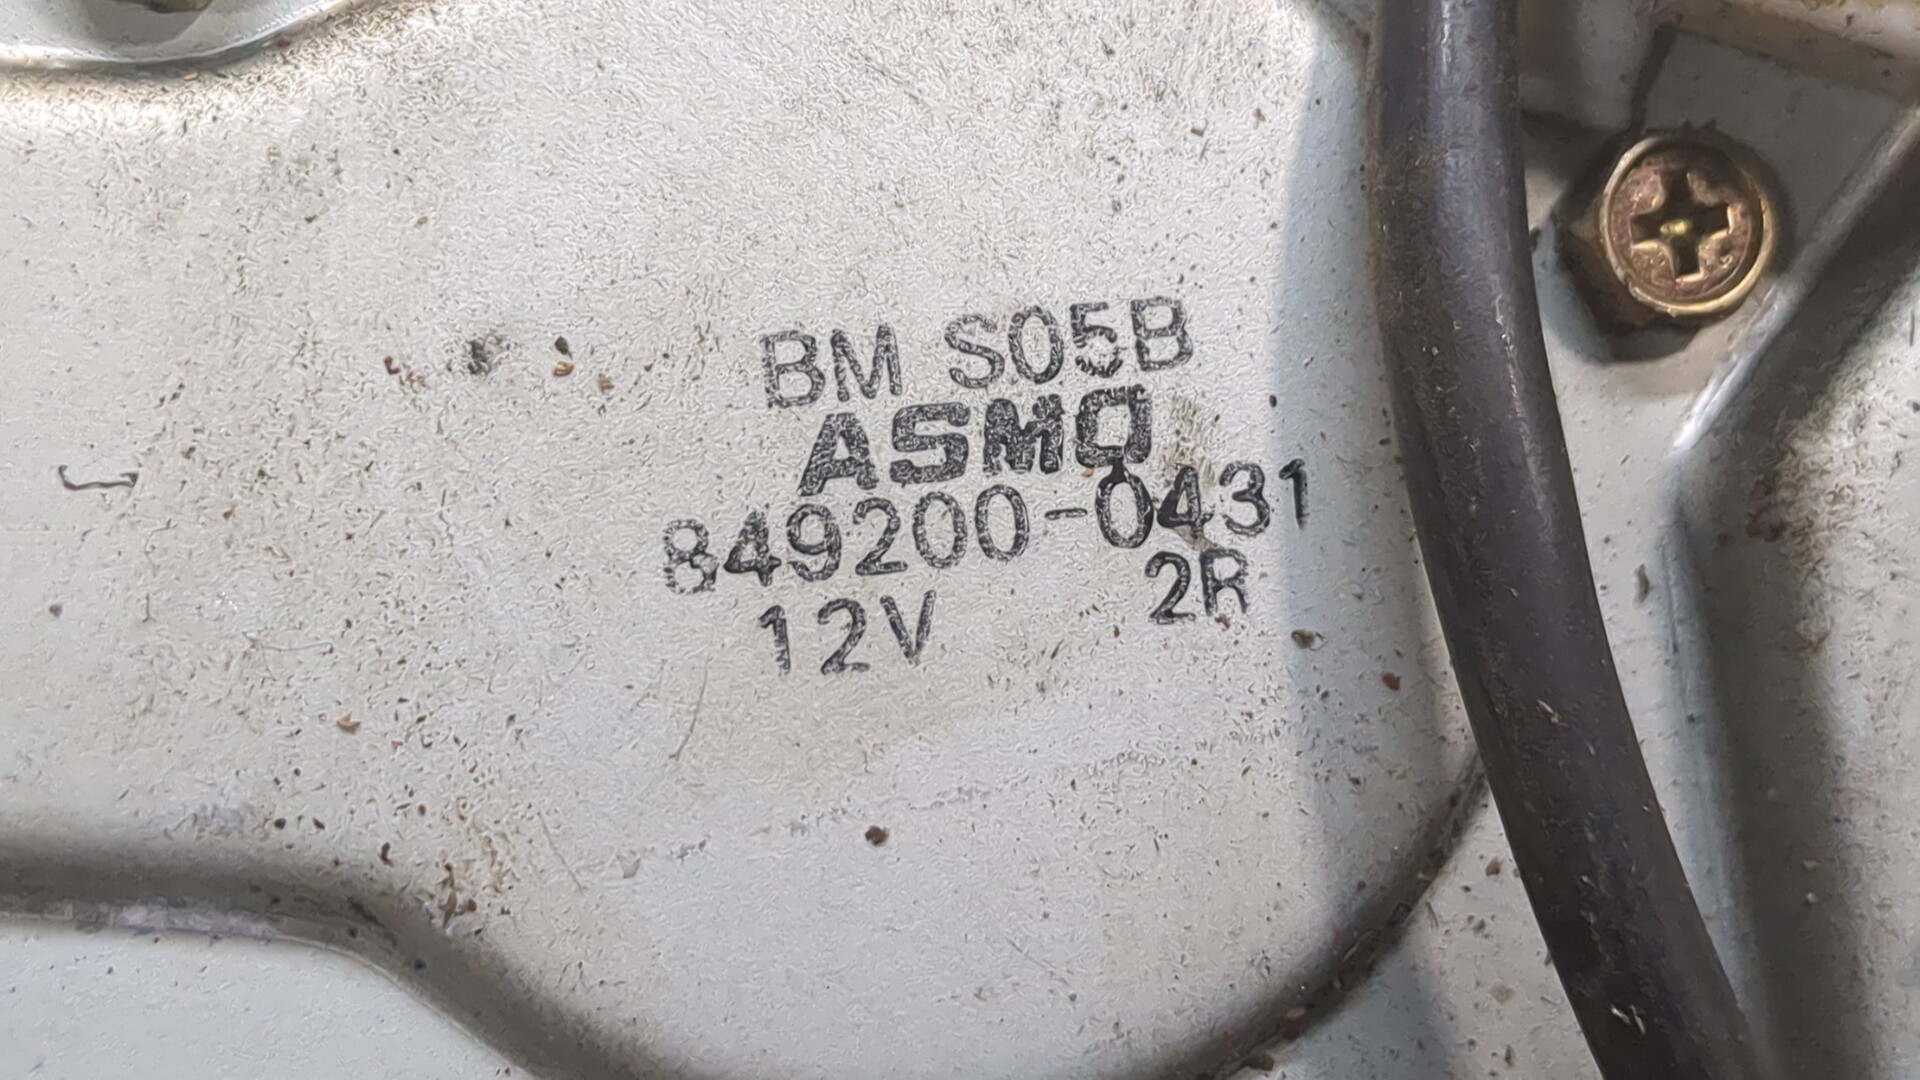 BM S05B
ASMO
849200-0431
12V 2R